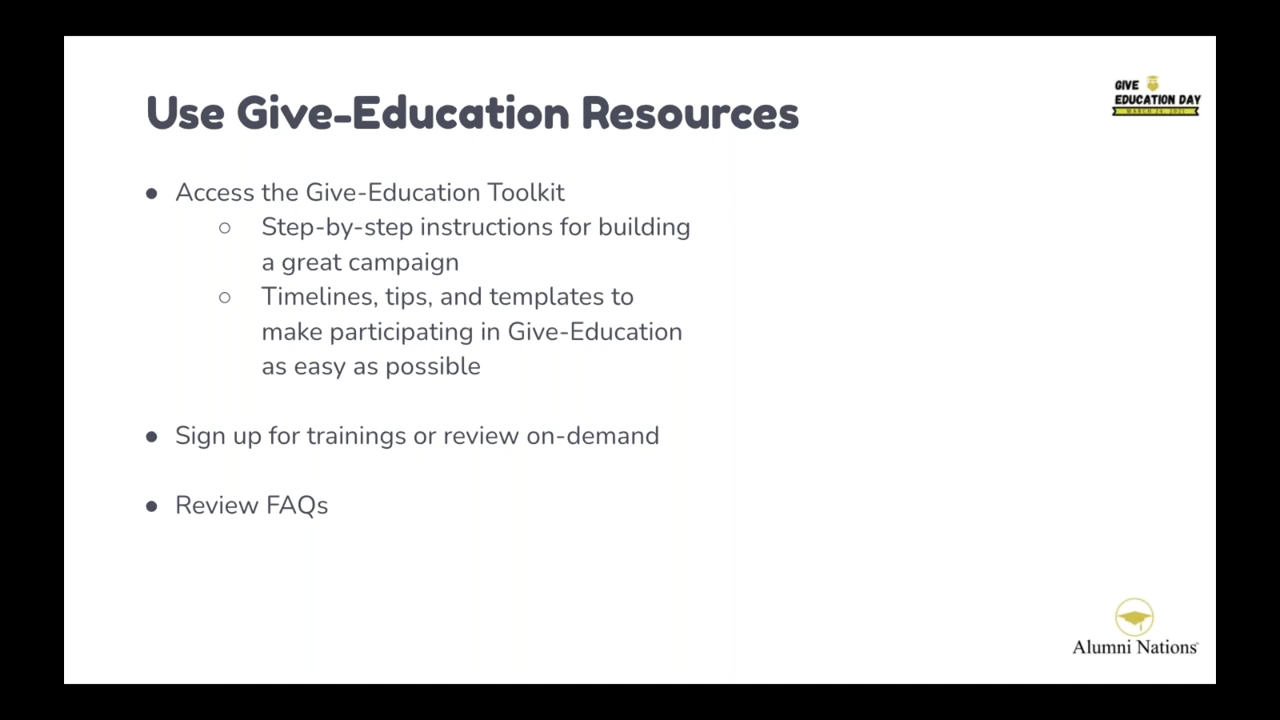 Use Give-Education Resources
GIVE
EDUCATION DAY
● Access the Give-Education Toolkit
○ Step-by-step instructions for building
a great campaign
○ Timelines, tips, and templates to
make participating in Give-Education
as easy as possible
● Sign up for trainings or review on-demand
● Review FAQs
Alumni Nations